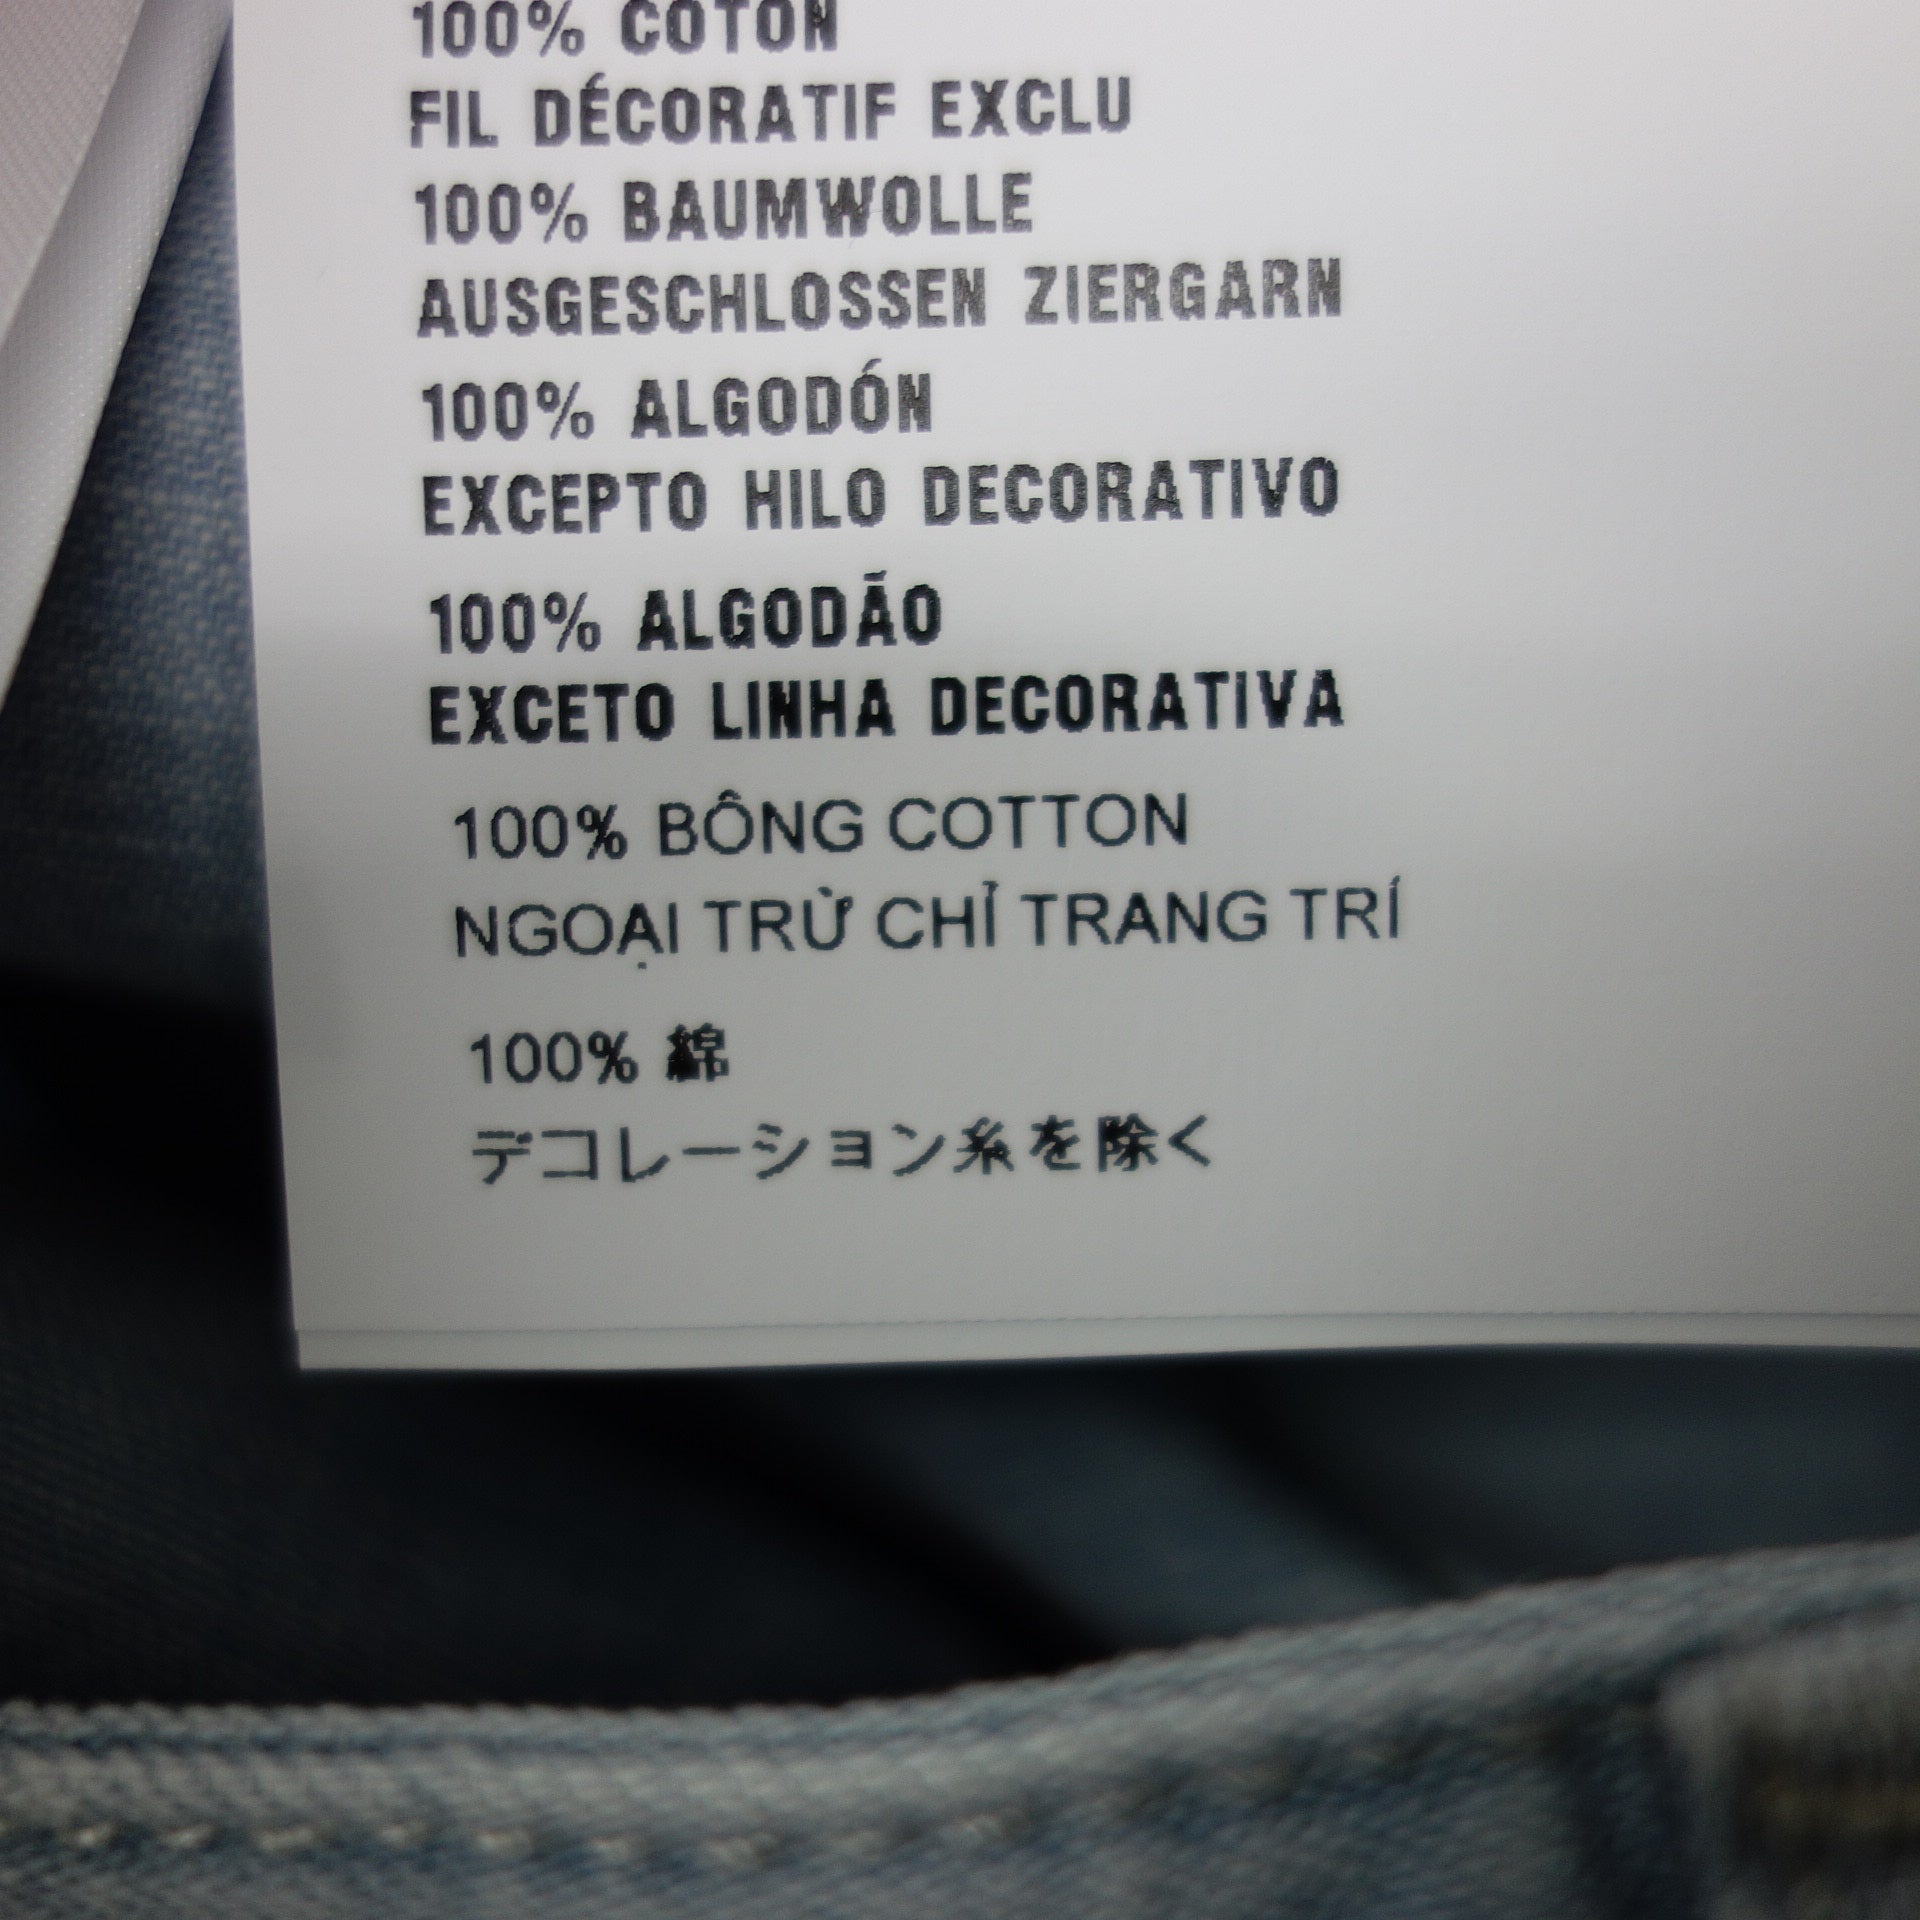 100% COTON
FIL DÉCORATIF EXCLU
100% BAUMWOLLE
AUSGESCHLOSSEN ZIERGARN
100% ALGODÓN
EXCEPTO HILO DECORATIVO
100% ALGODÃO
EXCETO LINHA DECORATIVA
100% BÔNG COTTON
NGOẠI TRỪ CHỈ TRANG TRÍ
100% 綿
デコレーション糸を除く